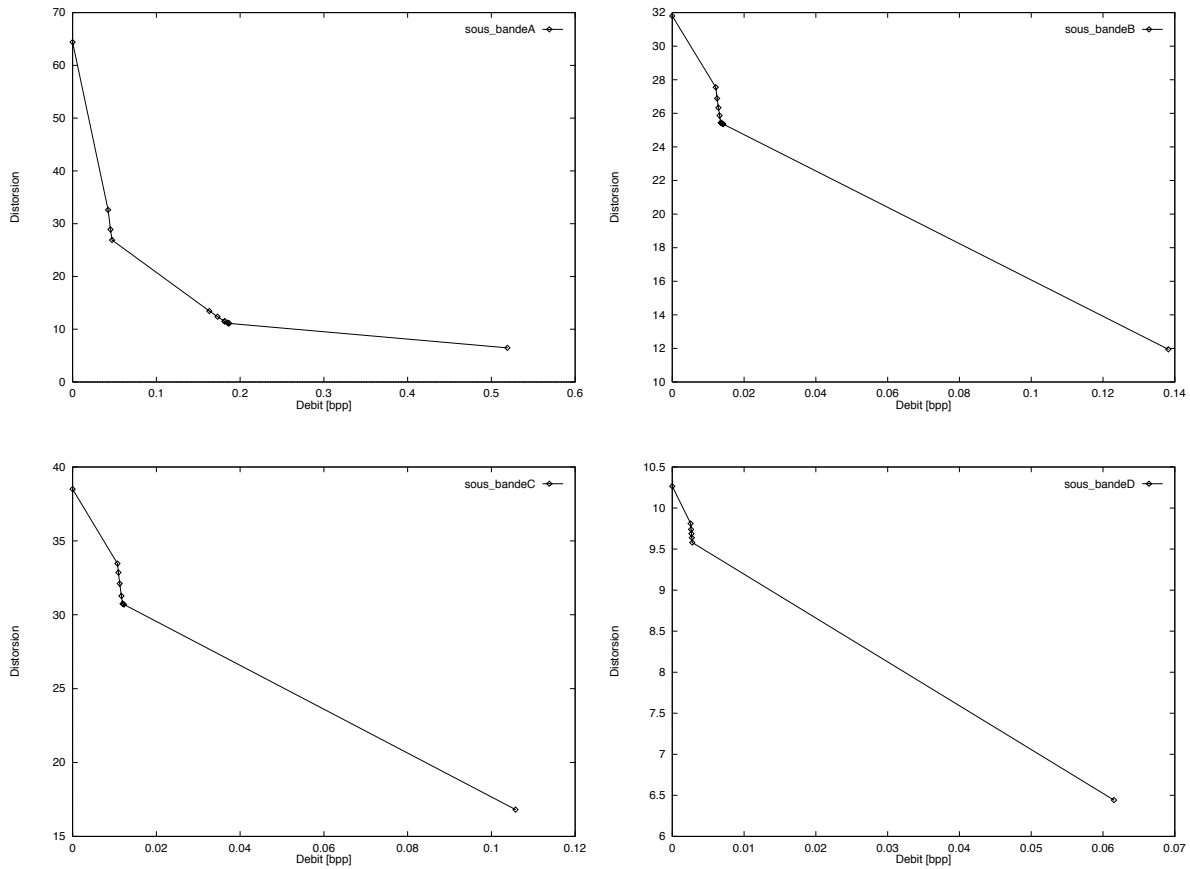 sous_bandeA
70
60
50
40
30
20
10
0
Distorsion
0 0.1 0.2 0.3 0.4 0.5 0.6
Debit [bpp]
sous_bandeB
32
30
28
26
24
22
20
18
16
14
12
10
Distorsion
0 0.02 0.04 0.06 0.08 0.1 0.12 0.14
Debit [bpp]
sous_bandeC
40
35
30
25
20
15
Distorsion
0 0.02 0.04 0.06 0.08 0.1 0.12
Debit [bpp]
sous_bandeD
10.5
10
9.5
9
8.5
8
7.5
7
6.5
6
Distorsion
0 0.01 0.02 0.03 0.04 0.05 0.06 0.07
Debit [bpp]